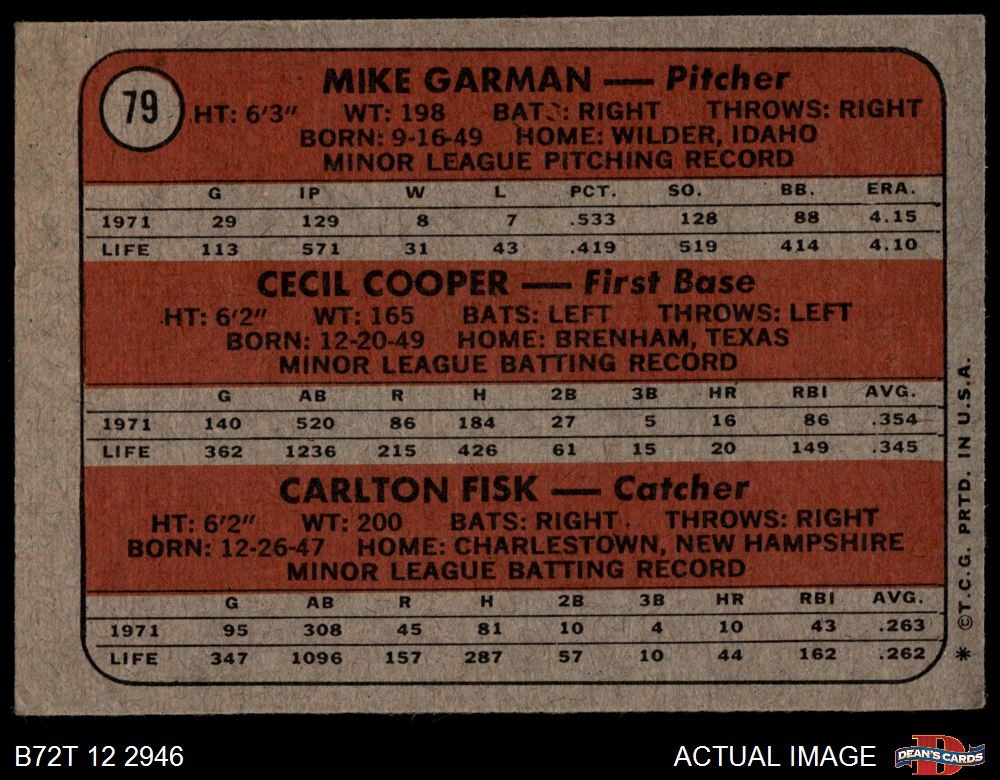 79
MIKE GARMAN — Pitcher
HT: 6'3" WT: 198 BATS: RIGHT THROWS: RIGHT
BORN: 9-16-49 HOME: WILDER, IDAHO
MINOR LEAGUE PITCHING RECORD
G IP W L PCT. SO. BB. ERA.
1971 29 129 8 7 .533 128 88 4.15
LIFE 113 571 31 43 .419 519 414 4.10
CECIL COOPER — First Base
HT: 6'2" WT: 165 BATS: LEFT THROWS: LEFT
BORN: 12-20-49 HOME: BRENHAM, TEXAS
MINOR LEAGUE BATTING RECORD
G AB R H 2B 3B HR RBI AVG.
1971 140 520 86 184 27 5 16 86 .354
LIFE 362 1236 215 426 61 15 20 149 .345
CARLTON FISK — Catcher
HT: 6'2" WT: 200 BATS: RIGHT THROWS: RIGHT
BORN: 12-26-47 HOME: CHARLESTOWN, NEW HAMPSHIRE
MINOR LEAGUE BATTING RECORD
G AB R H 2B 3B HR RBI AVG.
1971 95 308 45 81 10 4 10 43 .263
LIFE 347 1096 157 287 57 10 44 162 .262
* ©T.C.G. PRTD. IN U.S.A.
B72T 12 2946
ACTUAL IMAGE
DEAN'S CARDS